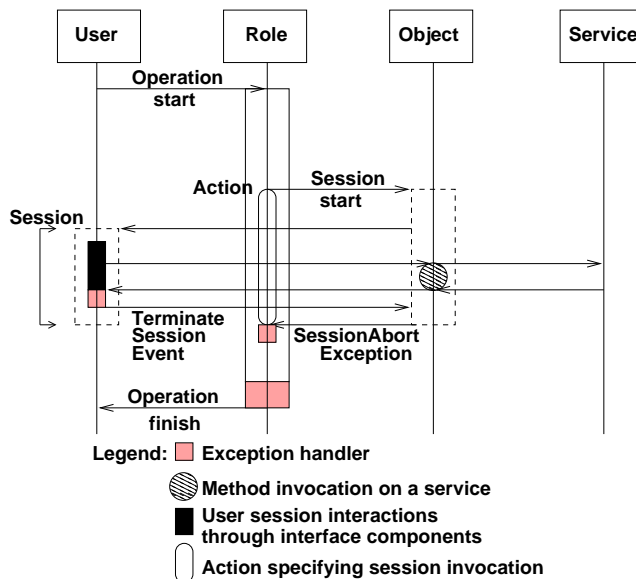 User
Role
Object
Service
Operation
start
Action
Session
start
Session
Terminate
Session
Event
SessionAbort
Exception
Operation
finish
Legend:
Exception handler
Method invocation on a service
User session interactions
through interface components
Action specifying session invocation